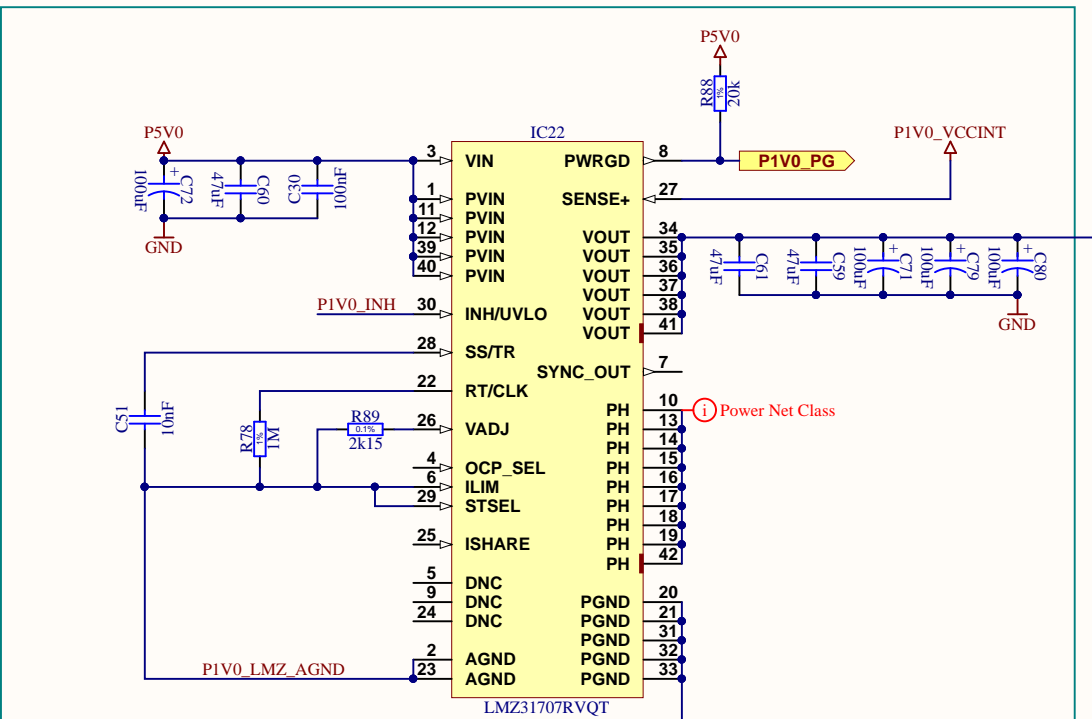 P5V0
R88
1%
20k
IC22
P5V0
P1V0_VCCINT
3 VIN
PWRGD 8
P1V0_PG
100uF
+
C72
47uF
C60
C30
100nF
1 PVIN
SENSE+ 27
11 PVIN
12 PVIN
VOUT 34
39 PVIN
VOUT 35
40 PVIN
VOUT 36
GND
VOUT 37
47uF
C61
47uF
C59
100uF
+
C71
100uF
+
C79
100uF
+
C80
P1V0_INH
30 INH/UVLO
VOUT 38
VOUT 41
GND
28 SS/TR
SYNC_OUT 7
22 RT/CLK
PH 10
i Power Net Class
C51
10nF
R78
1%
1M
R89
0.1%
2k15
26 VADJ
PH 13
PH 14
4 OCP_SEL
PH 15
6 ILIM
PH 16
29 STSEL
PH 17
PH 18
25 ISHARE
PH 19
PH 42
5 DNC
9 DNC
PGND 20
24 DNC
PGND 21
PGND 31
2 AGND
PGND 32
P1V0_LMZ_AGND
23 AGND
PGND 33
LMZ31707RVQT